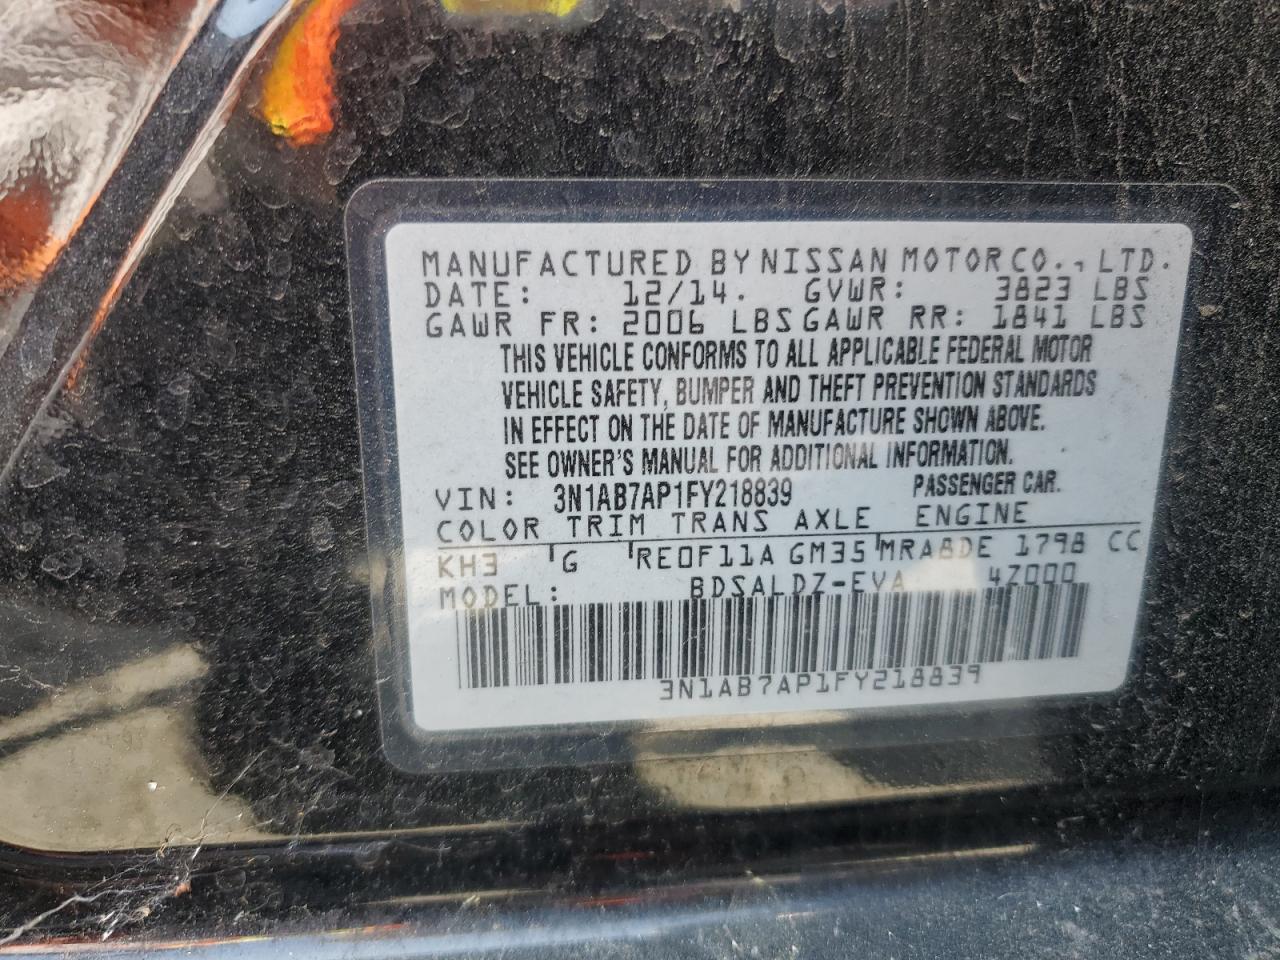 MANUFACTURED BY NISSAN MOTOR CO., LTD.
DATE: 12/14. GVWR: 3823 LBS
GAWR FR: 2006 LBS GAWR RR: 1841 LBS
THIS VEHICLE CONFORMS TO ALL APPLICABLE FEDERAL MOTOR
VEHICLE SAFETY, BUMPER AND THEFT PREVENTION STANDARDS
IN EFFECT ON THE DATE OF MANUFACTURE SHOWN ABOVE.
SEE OWNER'S MANUAL FOR ADDITIONAL INFORMATION.
VIN: 3N1AB7AP1FY218839 PASSENGER CAR.
COLOR TRIM TRANS AXLE ENGINE
KH3 G RE0F11A GM35 MRA8DE 1798 CC
MODEL: BDSALDZ-EVA 4Z000
3N1AB7AP1FY218839